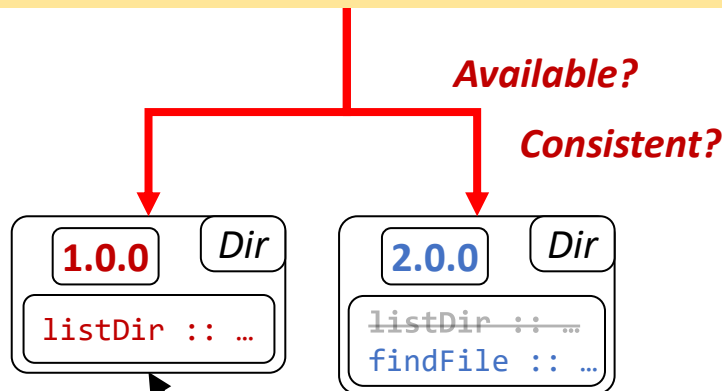 Available?
Consistent?
1.0.0
Dir
2.0.0
Dir
listDir :: …
listDir :: …
findFile :: …